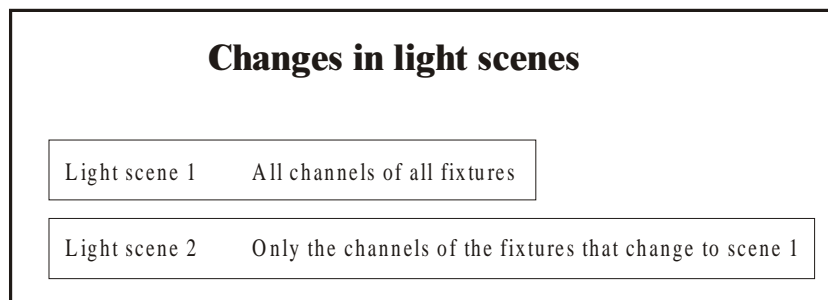 Changes in light scenes
Light scene 1 All channels of all fixtures
Light scene 2 Only the channels of the fixtures that change to scene 1